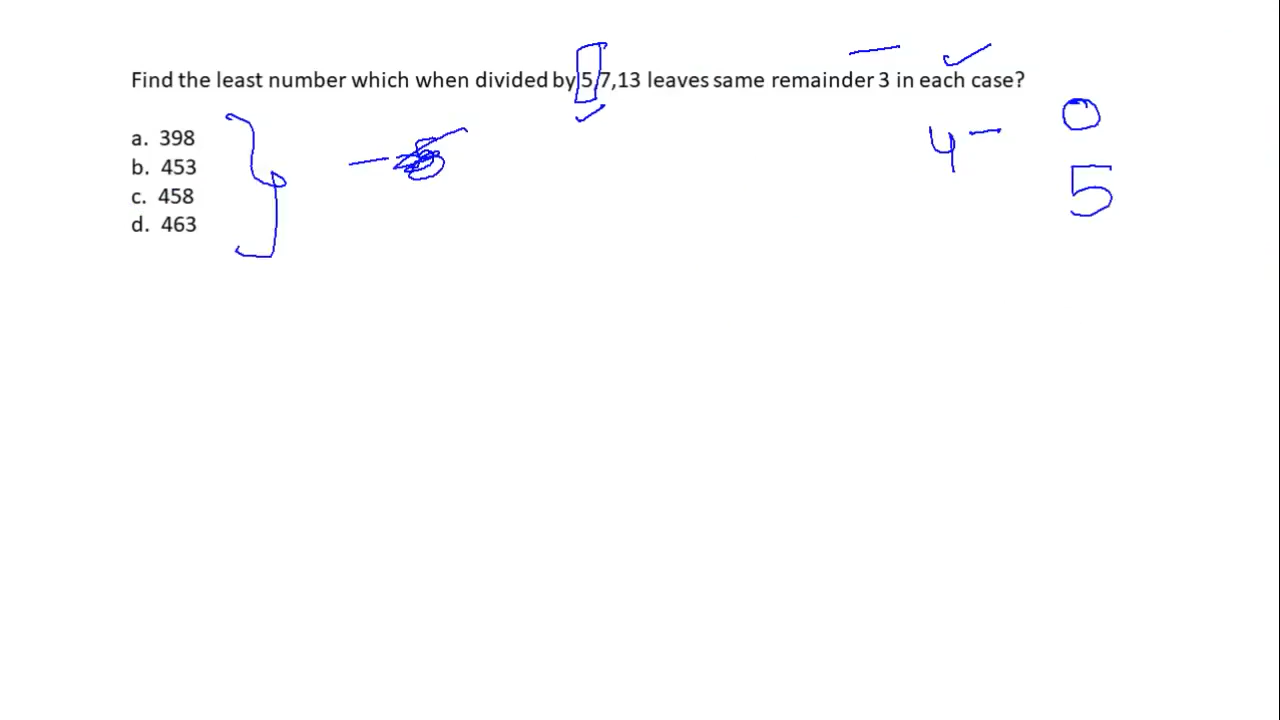 Find the least number which when divided by 5,7,13 leaves same remainder 3 in each case?
a. 398
b. 453
c. 458
d. 463
4 - 0
5